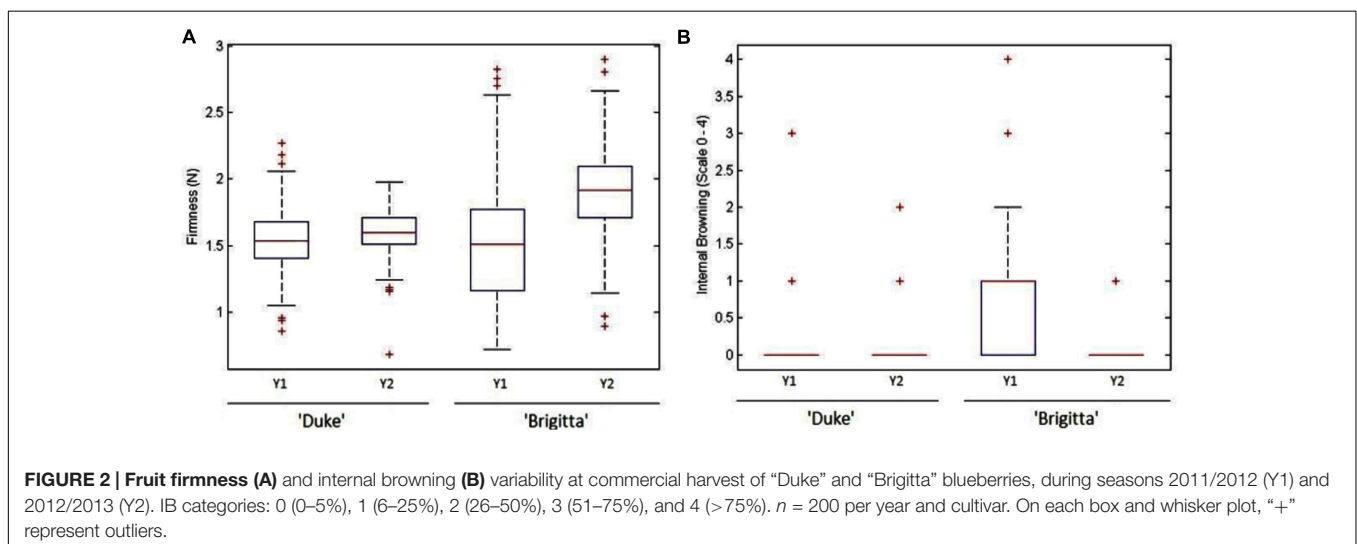 A
3
2.5
2
1.5
1
Firmness (N)
Y1 Y2 Y1 Y2
'Duke' 'Brigitta'
B
4
3.5
3
2.5
2
1.5
1
0.5
0
Internal Browning (Scale 0 - 4)
Y1 Y2 Y1 Y2
'Duke' 'Brigitta'
FIGURE 2 | Fruit firmness (A) and internal browning (B) variability at commercial harvest of “Duke” and “Brigitta” blueberries, during seasons 2011/2012 (Y1) and
2012/2013 (Y2). IB categories: 0 (0–5%), 1 (6–25%), 2 (26–50%), 3 (51–75%), and 4 (>75%). n = 200 per year and cultivar. On each box and whisker plot, “+”
represent outliers.